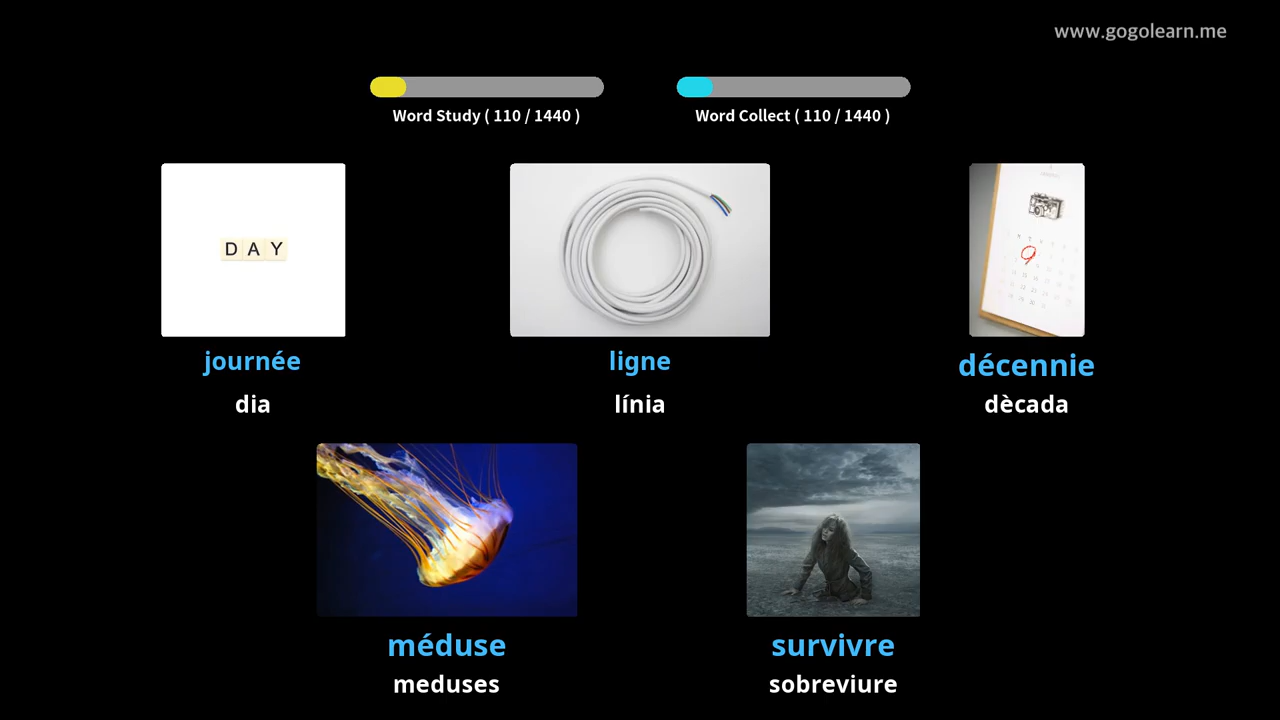 www.gogolearn.me
Word Study ( 110 / 1440 )
Word Collect ( 110 / 1440 )
DAY
journée
ligne
décennie
dia
línia
dècada
méduse
survivre
meduses
sobreviure